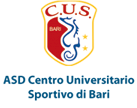 C.U.S.
BARI
ASD Centro Universitario
Sportivo di Bari